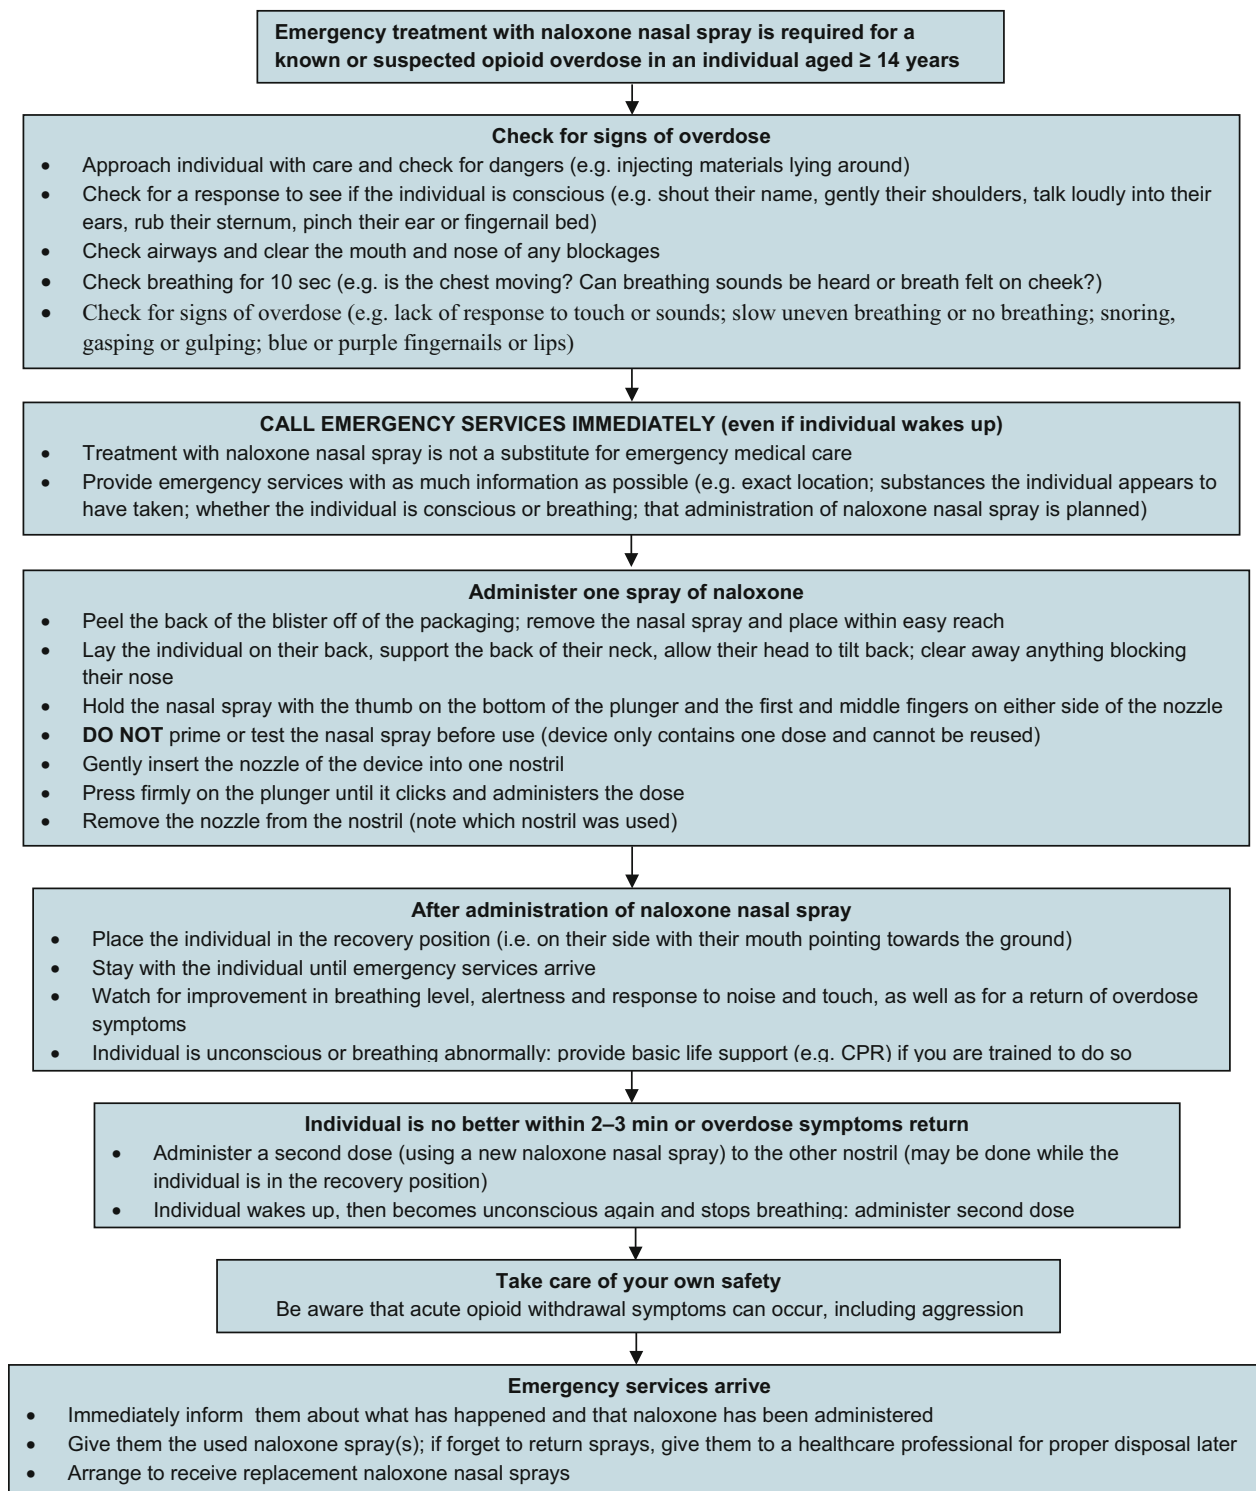 Emergency treatment with naloxone nasal spray is required for a
known or suspected opioid overdose in an individual aged ≥ 14 years
Check for signs of overdose
• Approach individual with care and check for dangers (e.g. injecting materials lying around)
• Check for a response to see if the individual is conscious (e.g. shout their name, gently their shoulders, talk loudly into their
ears, rub their sternum, pinch their ear or fingernail bed)
• Check airways and clear the mouth and nose of any blockages
• Check breathing for 10 sec (e.g. is the chest moving? Can breathing sounds be heard or breath felt on cheek?)
• Check for signs of overdose (e.g. lack of response to touch or sounds; slow uneven breathing or no breathing; snoring,
gasping or gulping; blue or purple fingernails or lips)
CALL EMERGENCY SERVICES IMMEDIATELY (even if individual wakes up)
• Treatment with naloxone nasal spray is not a substitute for emergency medical care
• Provide emergency services with as much information as possible (e.g. exact location; substances the individual appears to
have taken; whether the individual is conscious or breathing; that administration of naloxone nasal spray is planned)
Administer one spray of naloxone
• Peel the back of the blister off of the packaging; remove the nasal spray and place within easy reach
• Lay the individual on their back, support the back of their neck, allow their head to tilt back; clear away anything blocking
their nose
• Hold the nasal spray with the thumb on the bottom of the plunger and the first and middle fingers on either side of the nozzle
• DO NOT prime or test the nasal spray before use (device only contains one dose and cannot be reused)
• Gently insert the nozzle of the device into one nostril
• Press firmly on the plunger until it clicks and administers the dose
• Remove the nozzle from the nostril (note which nostril was used)
After administration of naloxone nasal spray
• Place the individual in the recovery position (i.e. on their side with their mouth pointing towards the ground)
• Stay with the individual until emergency services arrive
• Watch for improvement in breathing level, alertness and response to noise and touch, as well as for a return of overdose
symptoms
• Individual is unconscious or breathing abnormally: provide basic life support (e.g. CPR) if you are trained to do so
Individual is no better within 2–3 min or overdose symptoms return
• Administer a second dose (using a new naloxone nasal spray) to the other nostril (may be done while the
individual is in the recovery position)
• Individual wakes up, then becomes unconscious again and stops breathing: administer second dose
Take care of your own safety
Be aware that acute opioid withdrawal symptoms can occur, including aggression
Emergency services arrive
• Immediately inform them about what has happened and that naloxone has been administered
• Give them the used naloxone spray(s); if forget to return sprays, give them to a healthcare professional for proper disposal later
• Arrange to receive replacement naloxone nasal sprays